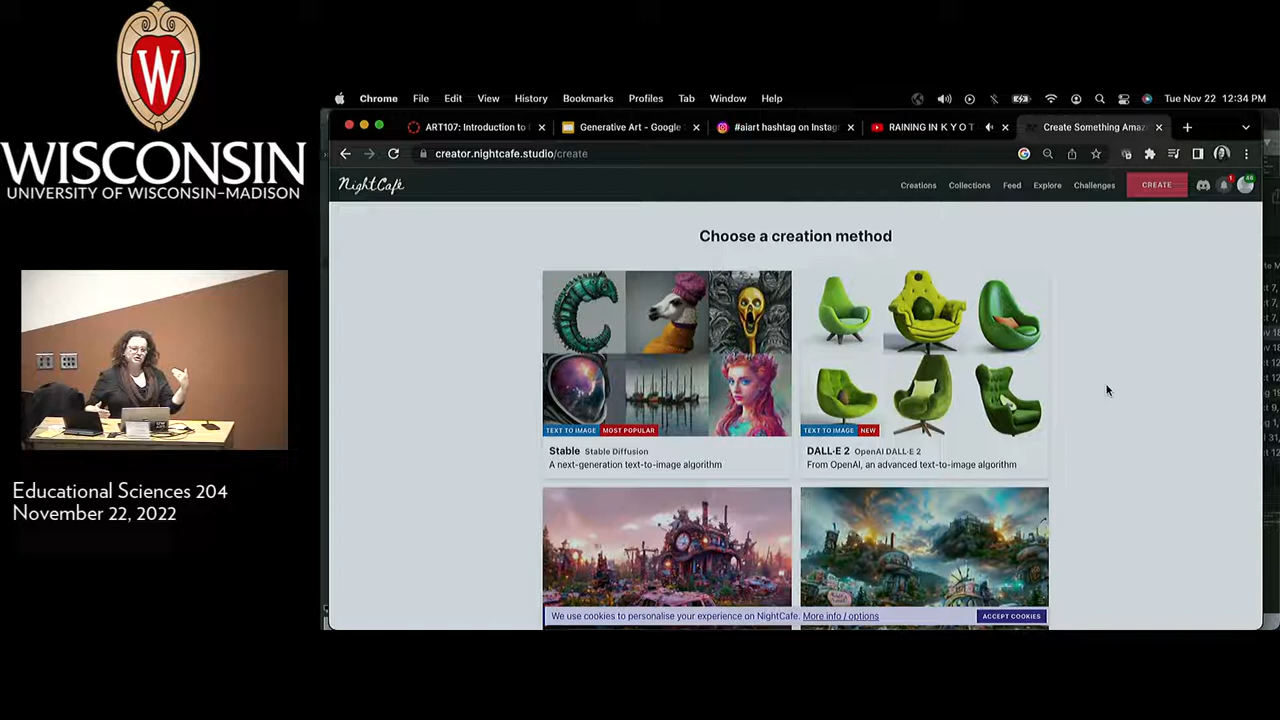 W
WISCONSIN
UNIVERSITY OF WISCONSIN-MADISON
Educational Sciences 204
November 22, 2022
Chrome File Edit View History Bookmarks Profiles Tab Window Help Tue Nov 22 12:34 PM
ART107: Introduction to Generative Art - Google #aiart hashtag on Instag RAINING IN K Y O T Create Something Amaz
creator.nightcafe.studio/create
NightCafe Creations Collections Feed Explore Challenges CREATE 1 46
Choose a creation method
TEXT TO IMAGE MOST POPULAR
Stable Stable Diffusion
A next-generation text-to-image algorithm
TEXT TO IMAGE NEW
DALL·E 2 OpenAI DALL·E 2
From OpenAI, an advanced text-to-image algorithm
We use cookies to personalise your experience on NightCafe. More info / options ACCEPT COOKIES